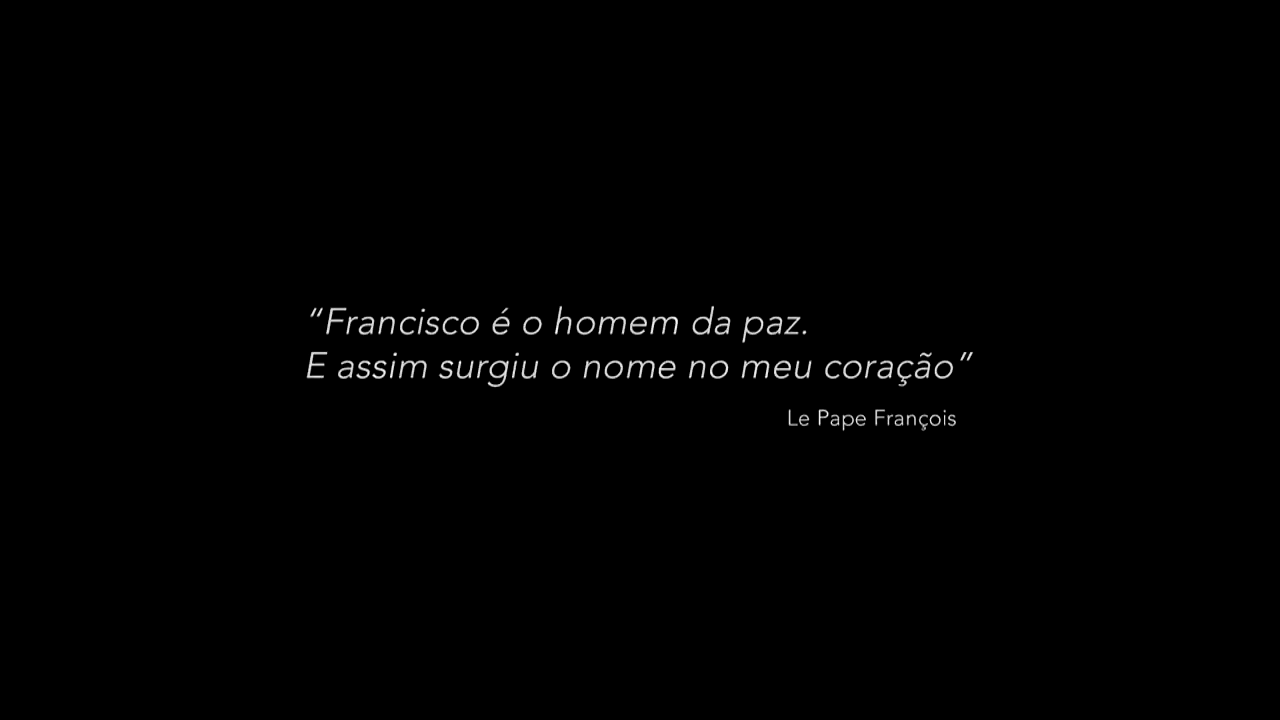 “Francisco é o homem da paz.
E assim surgiu o nome no meu coração”
Le Pape François